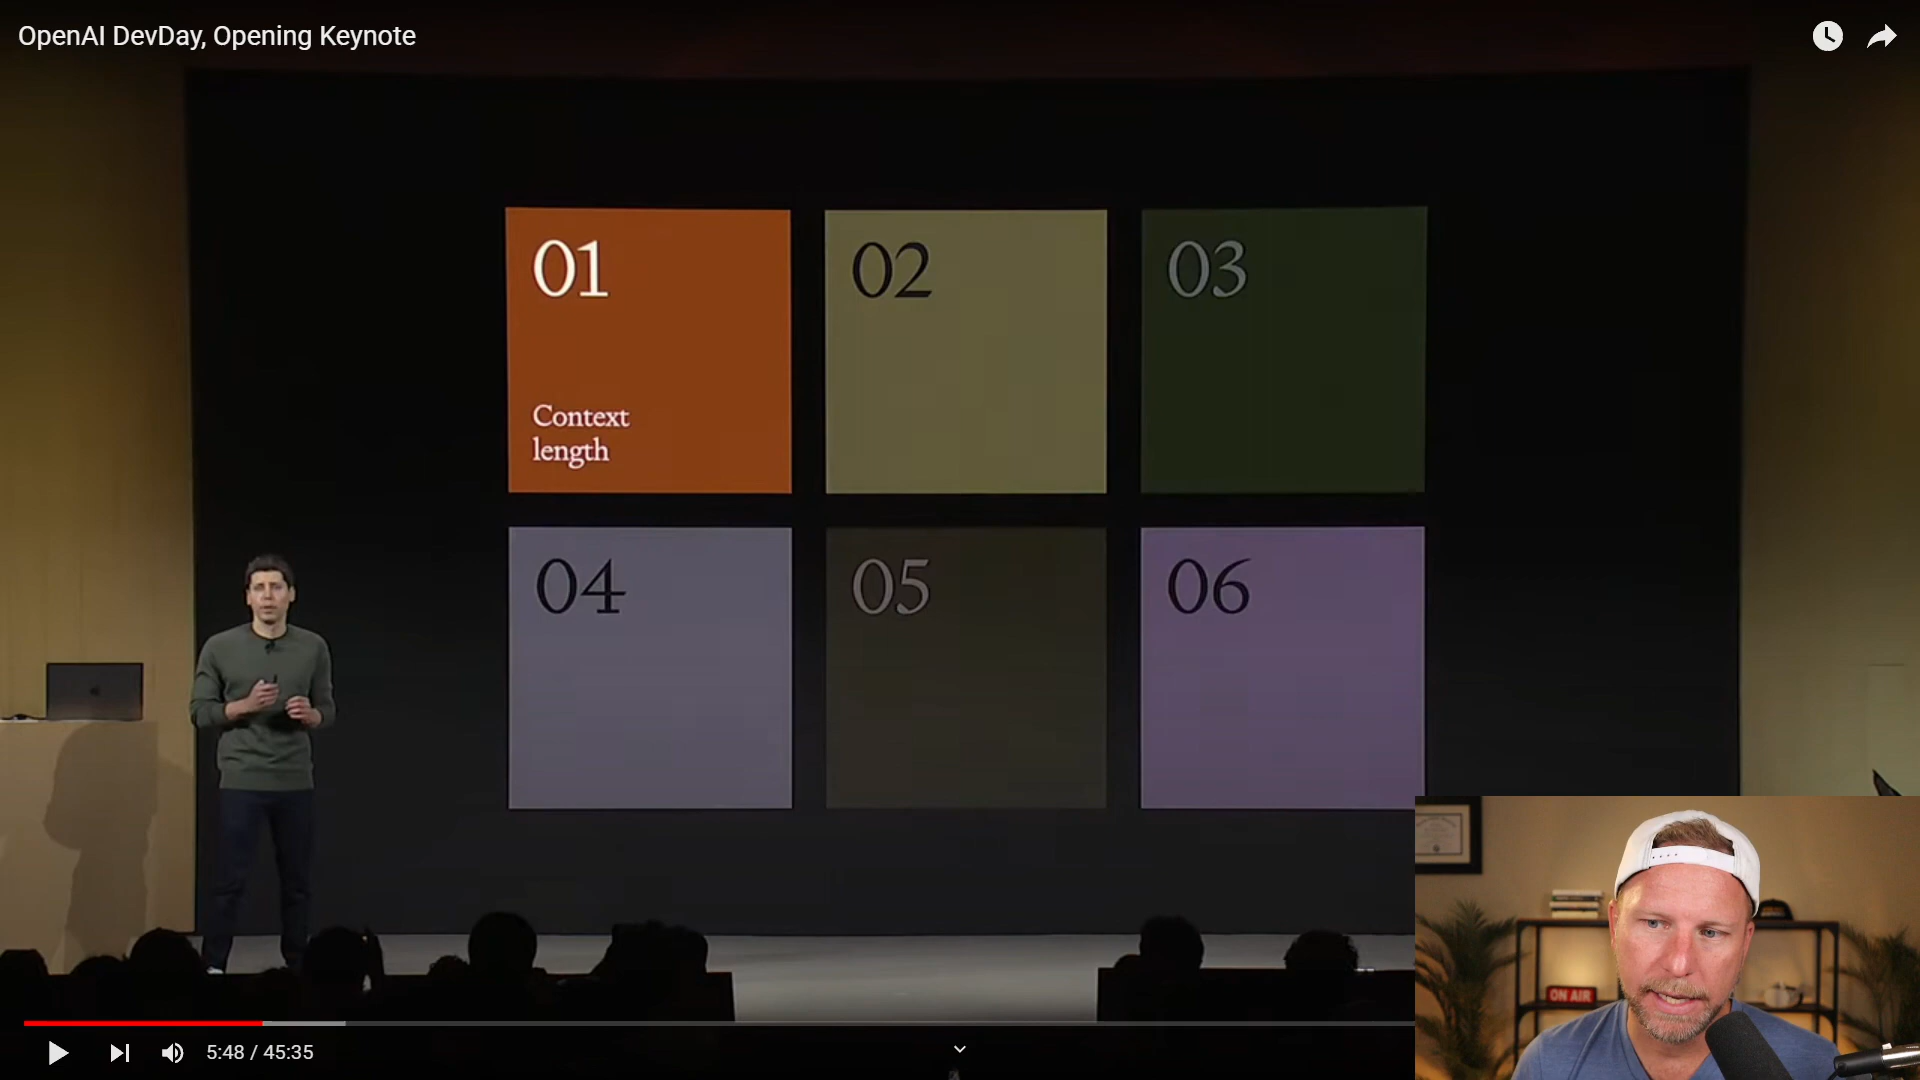 OpenAI DevDay, Opening Keynote
01
02
03
Context
length
04
05
06
ON AIR
5:48 / 45:35